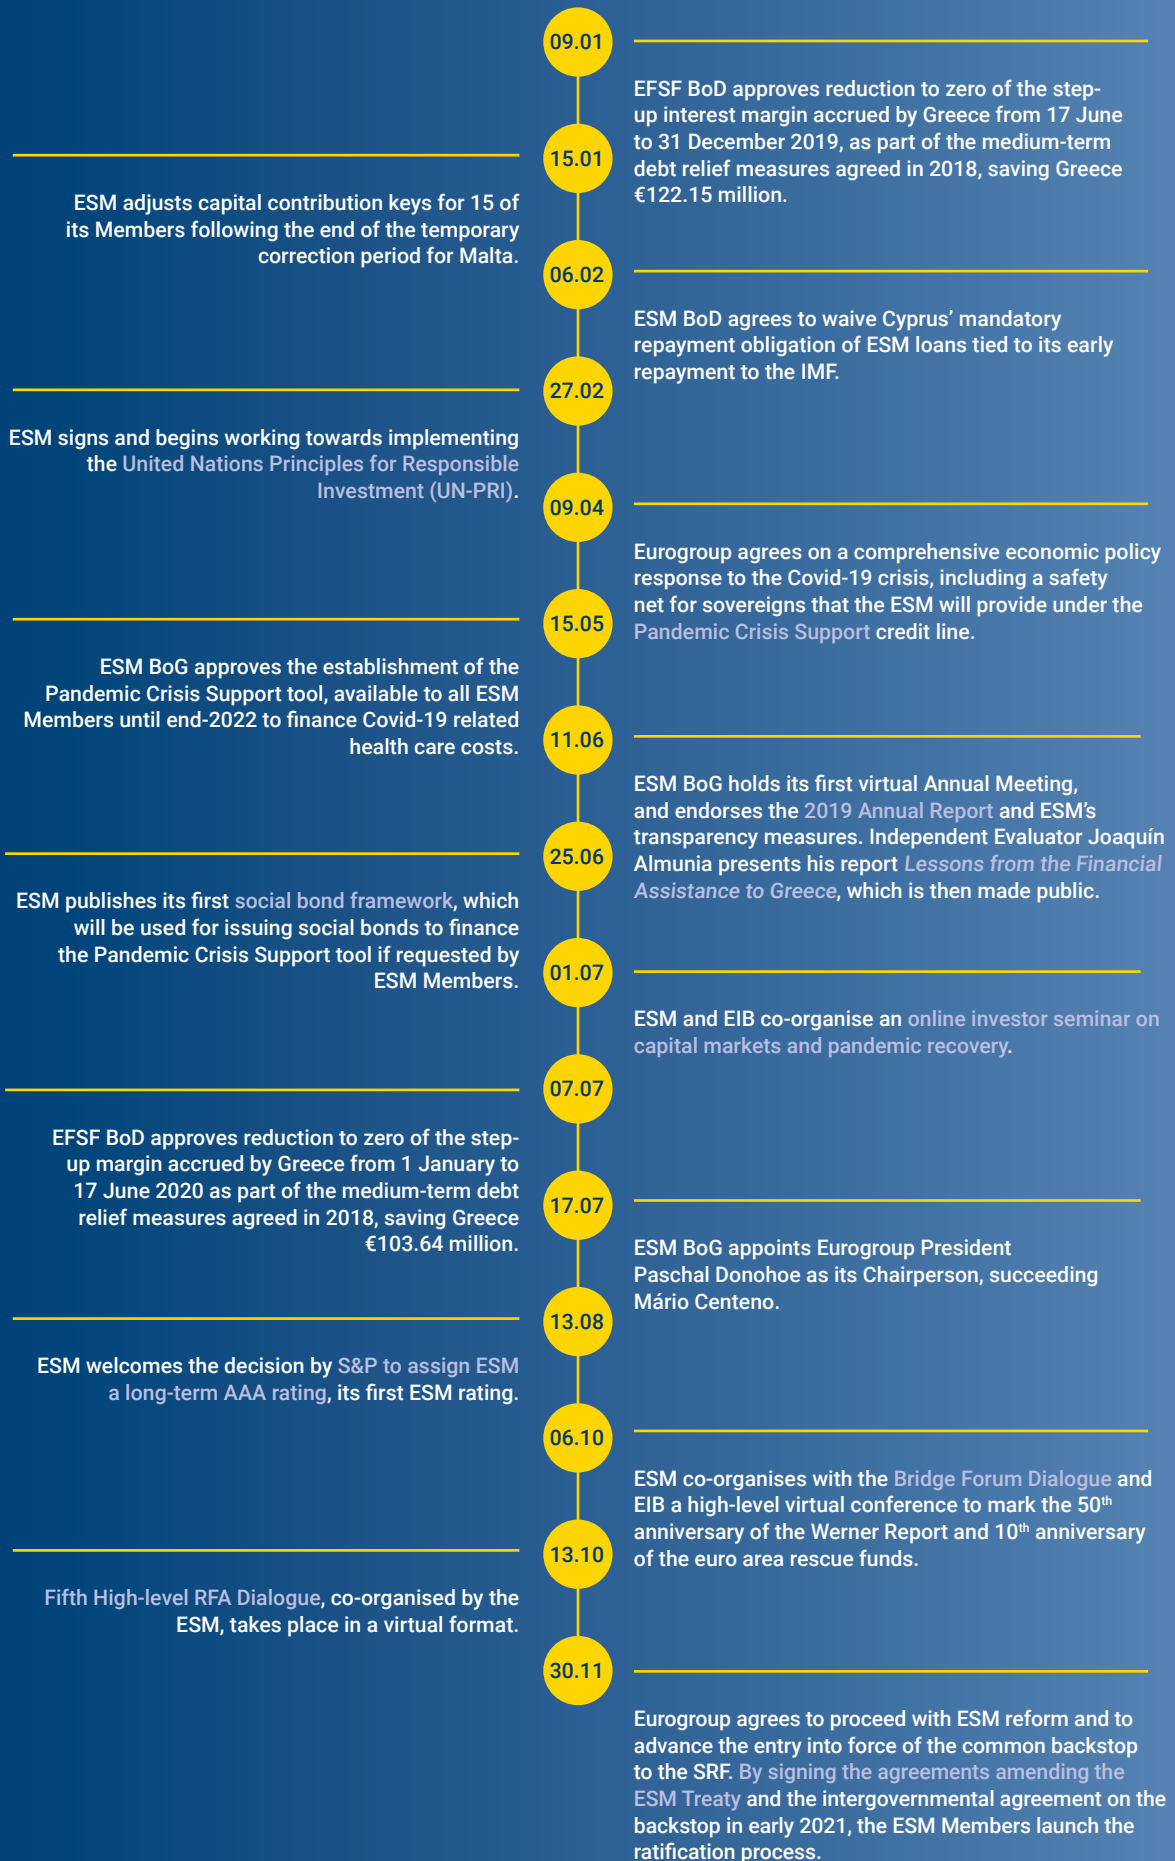 09.01
EFSF BoD approves reduction to zero of the step-
up interest margin accrued by Greece from 17 June
to 31 December 2019, as part of the medium-term
debt relief measures agreed in 2018, saving Greece
€122.15 million.
15.01
ESM adjusts capital contribution keys for 15 of
its Members following the end of the temporary
correction period for Malta.
06.02
ESM BoD agrees to waive Cyprus’ mandatory
repayment obligation of ESM loans tied to its early
repayment to the IMF.
27.02
ESM signs and begins working towards implementing
the United Nations Principles for Responsible
Investment (UN-PRI).
09.04
Eurogroup agrees on a comprehensive economic policy
response to the Covid-19 crisis, including a safety
net for sovereigns that the ESM will provide under the
Pandemic Crisis Support credit line.
15.05
ESM BoG approves the establishment of the
Pandemic Crisis Support tool, available to all ESM
Members until end-2022 to finance Covid-19 related
health care costs.
11.06
ESM BoG holds its first virtual Annual Meeting,
and endorses the 2019 Annual Report and ESM’s
transparency measures. Independent Evaluator Joaquín
Almunia presents his report Lessons from the Financial
Assistance to Greece, which is then made public.
25.06
ESM publishes its first social bond framework, which
will be used for issuing social bonds to finance
the Pandemic Crisis Support tool if requested by
ESM Members.
01.07
ESM and EIB co-organise an online investor seminar on
capital markets and pandemic recovery.
07.07
EFSF BoD approves reduction to zero of the step-
up margin accrued by Greece from 1 January to
17 June 2020 as part of the medium-term debt
relief measures agreed in 2018, saving Greece
€103.64 million.
17.07
ESM BoG appoints Eurogroup President
Paschal Donohoe as its Chairperson, succeeding
Mário Centeno.
13.08
ESM welcomes the decision by S&P to assign ESM
a long-term AAA rating, its first ESM rating.
06.10
ESM co-organises with the Bridge Forum Dialogue and
EIB a high-level virtual conference to mark the 50th
anniversary of the Werner Report and 10th anniversary
of the euro area rescue funds.
13.10
Fifth High-level RFA Dialogue, co-organised by the
ESM, takes place in a virtual format.
30.11
Eurogroup agrees to proceed with ESM reform and to
advance the entry into force of the common backstop
to the SRF. By signing the agreements amending the
ESM Treaty and the intergovernmental agreement on the
backstop in early 2021, the ESM Members launch the
ratification process.